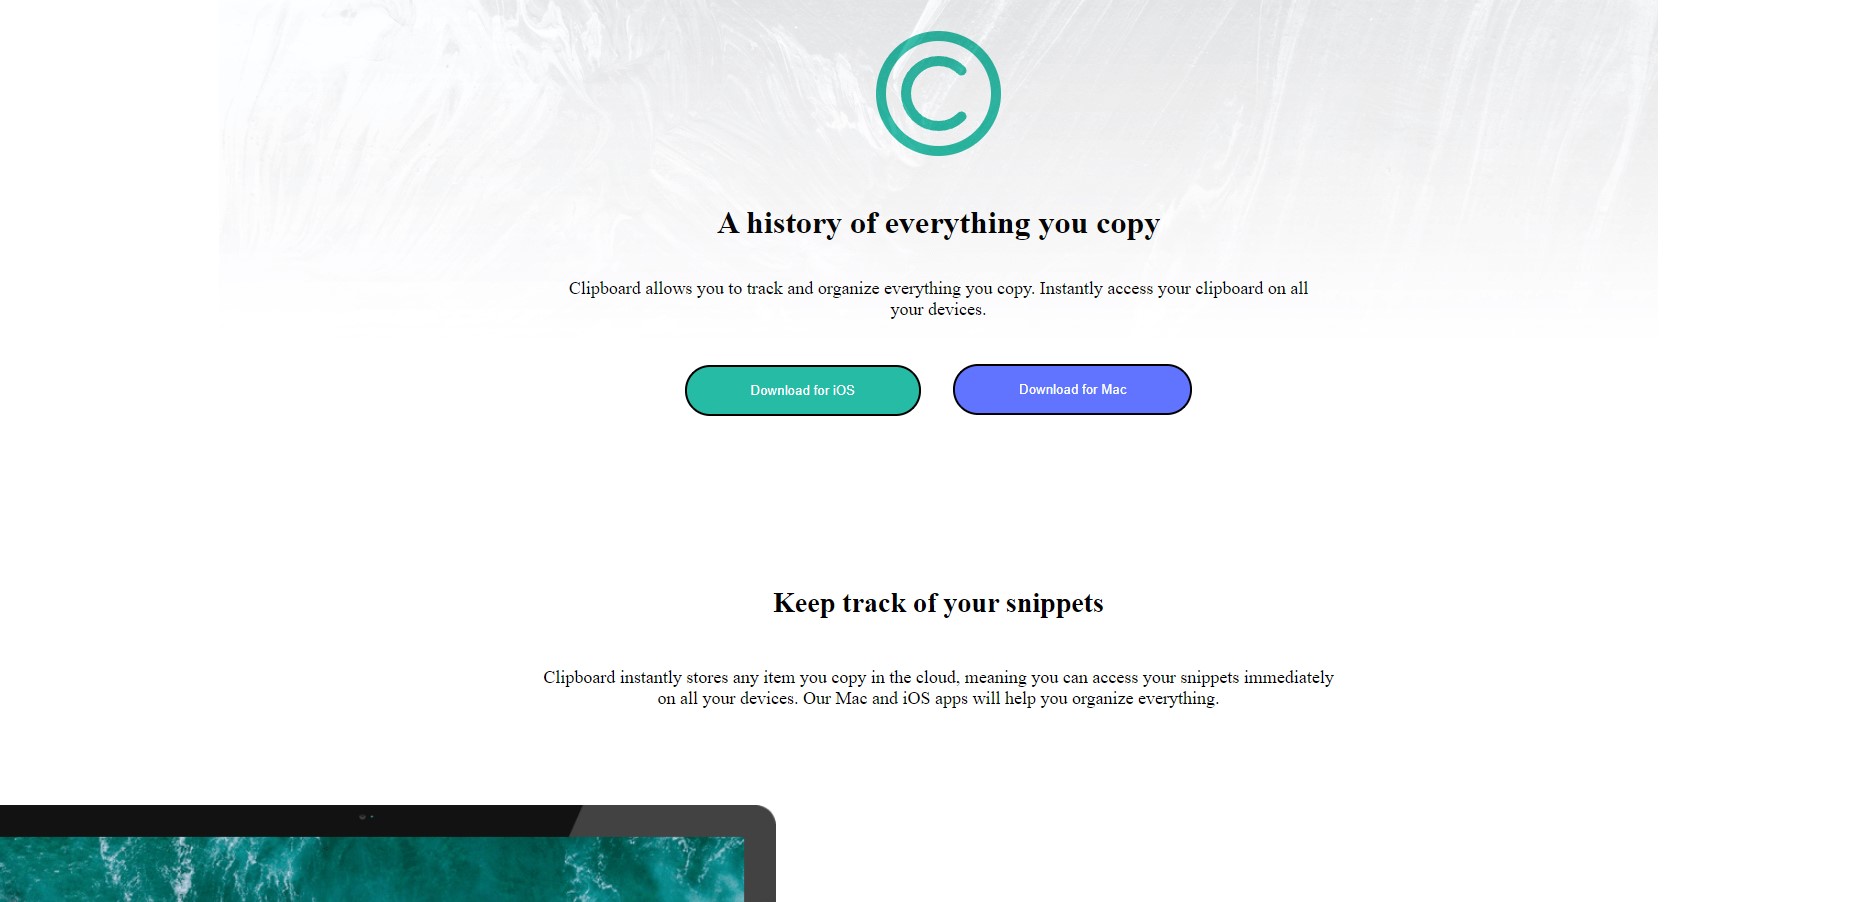 A history of everything you copy
Clipboard allows you to track and organize everything you copy. Instantly access your clipboard on all
your devices.
Download for iOS
Download for Mac
Keep track of your snippets
Clipboard instantly stores any item you copy in the cloud, meaning you can access your snippets immediately
on all your devices. Our Mac and iOS apps will help you organize everything.